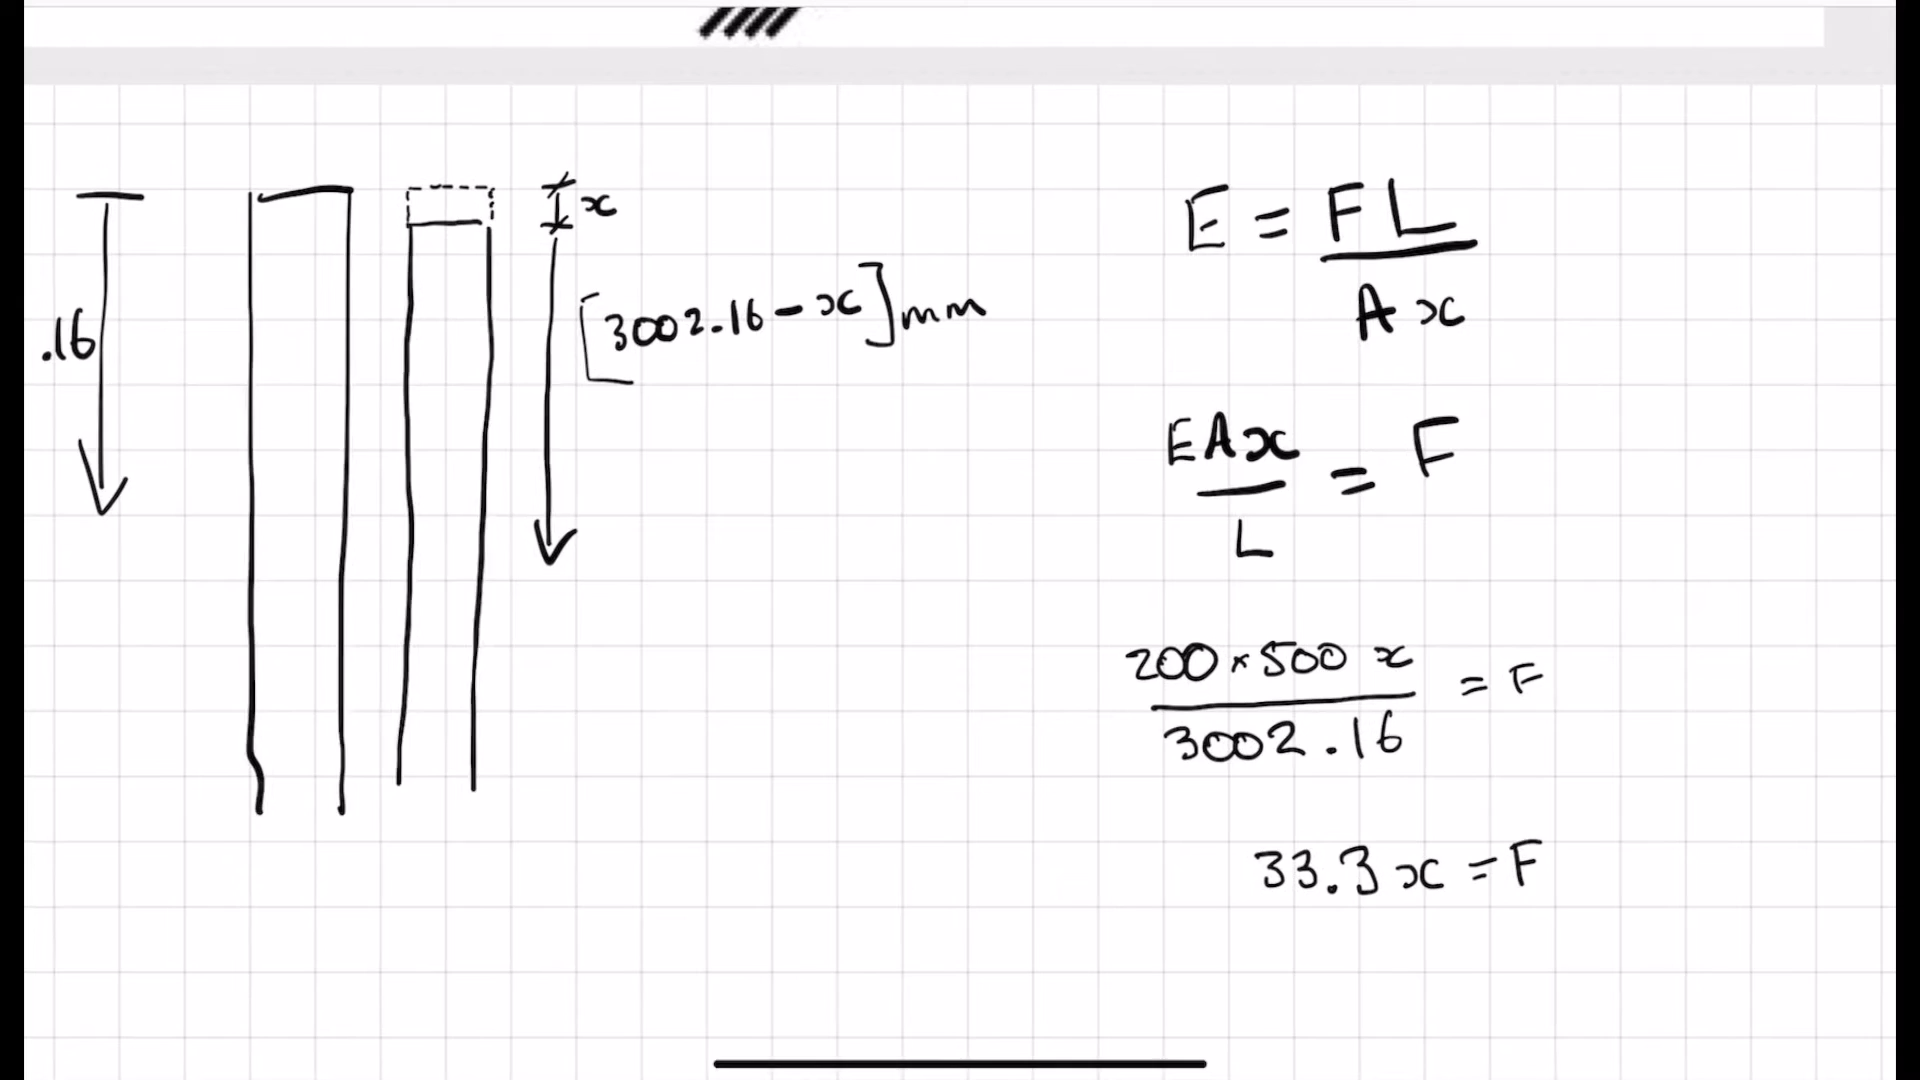 x
.16
[3002.16 - x] mm
E = FL
Ax
EAx = F
L
200 × 500 x = F
3002.16
33.3 x = F